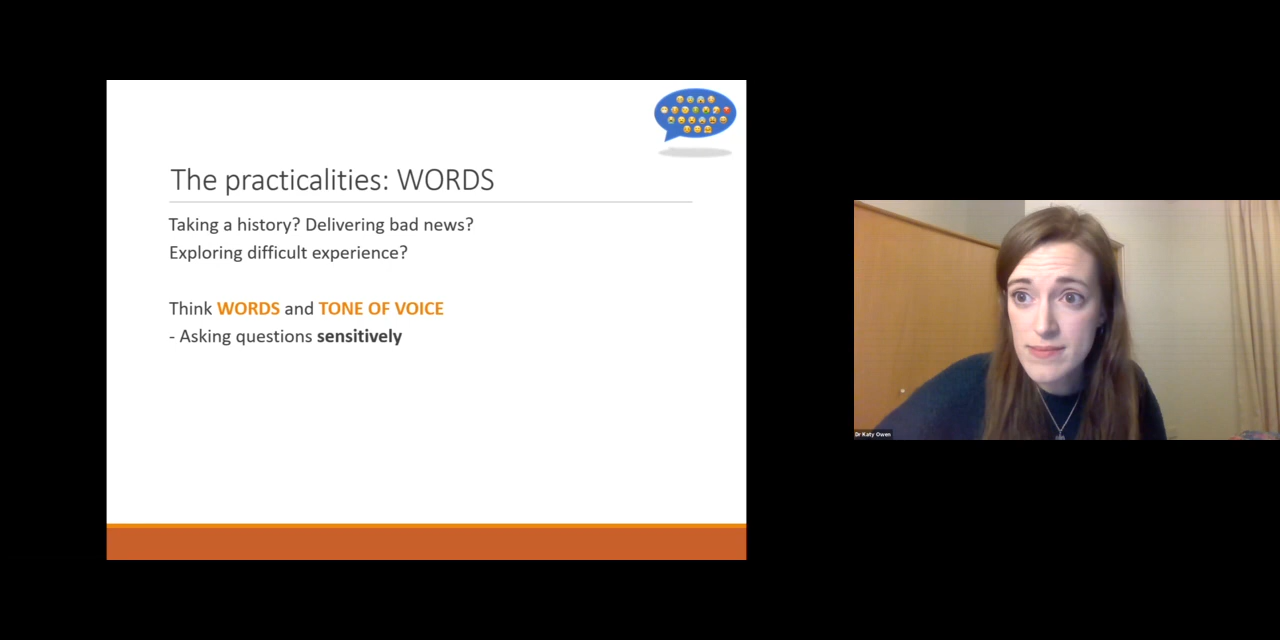 The practicalities: WORDS
Taking a history? Delivering bad news?
Exploring difficult experience?
Think WORDS and TONE OF VOICE
- Asking questions sensitively
Dr Katy Owen